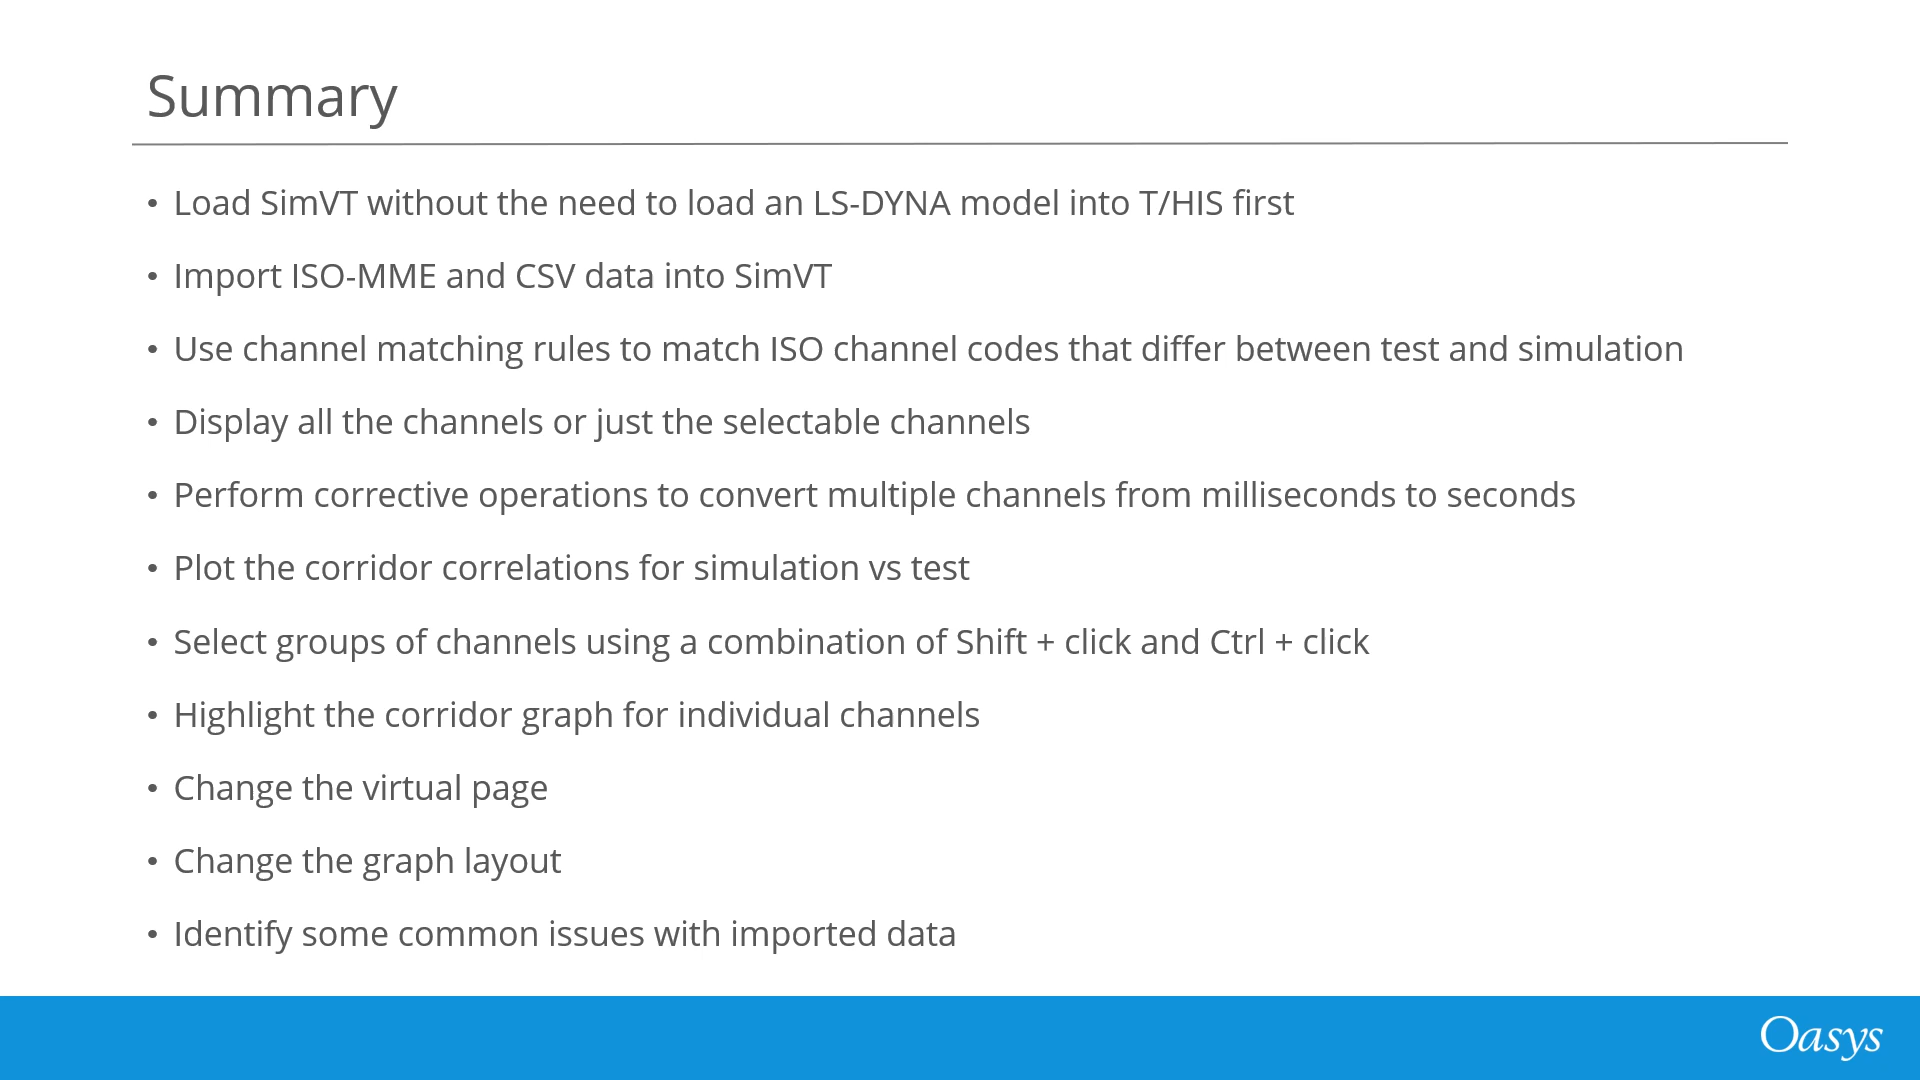 Summary
• Load SimVT without the need to load an LS-DYNA model into T/HIS first
• Import ISO-MME and CSV data into SimVT
• Use channel matching rules to match ISO channel codes that differ between test and simulation
• Display all the channels or just the selectable channels
• Perform corrective operations to convert multiple channels from milliseconds to seconds
• Plot the corridor correlations for simulation vs test
• Select groups of channels using a combination of Shift + click and Ctrl + click
• Highlight the corridor graph for individual channels
• Change the virtual page
• Change the graph layout
• Identify some common issues with imported data
Oasys